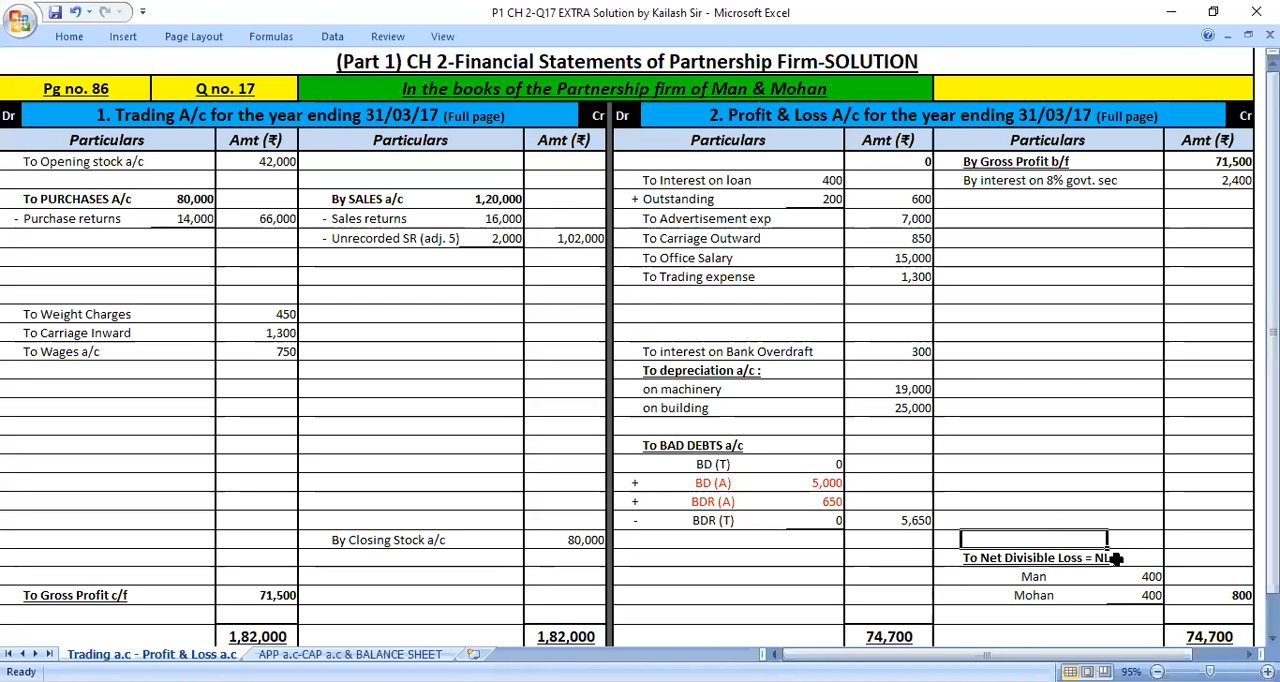 P1 CH 2-Q17 EXTRA Solution by Kailash Sir - Microsoft Excel
Home Insert Page Layout Formulas Data Review View
(Part 1) CH 2-Financial Statements of Partnership Firm-SOLUTION
Pg no. 86 Q no. 17 In the books of the Partnership firm of Man & Mohan
Dr 1. Trading A/c for the year ending 31/03/17 (Full page) Cr Dr 2. Profit & Loss A/c for the year ending 31/03/17 (Full page) Cr
Particulars Amt (₹) Particulars Amt (₹) Particulars Amt (₹) Particulars Amt (₹)
To Opening stock a/c 42,000 0 By Gross Profit b/f 71,500
To Interest on loan 400 By interest on 8% govt. sec 2,400
To PURCHASES A/c 80,000 By SALES a/c 1,20,000 + Outstanding 200 600
- Purchase returns 14,000 66,000 - Sales returns 16,000 To Advertisement exp 7,000
- Unrecorded SR (adj. 5) 2,000 1,02,000 To Carriage Outward 850
To Office Salary 15,000
To Trading expense 1,300
To Weight Charges 450
To Carriage Inward 1,300
To Wages a/c 750 To interest on Bank Overdraft 300
To depreciation a/c :
on machinery 19,000
on building 25,000
To BAD DEBTS a/c
BD (T) 0
+ BD (A) 5,000
+ BDR (A) 650
- BDR (T) 0 5,650
By Closing Stock a/c 80,000
To Net Divisible Loss = NL
Man 400
To Gross Profit c/f 71,500 Mohan 400 800
1,82,000 1,82,000 74,700 74,700
Trading a.c - Profit & Loss a.c APP a.c-CAP a.c & BALANCE SHEET
Ready 95%